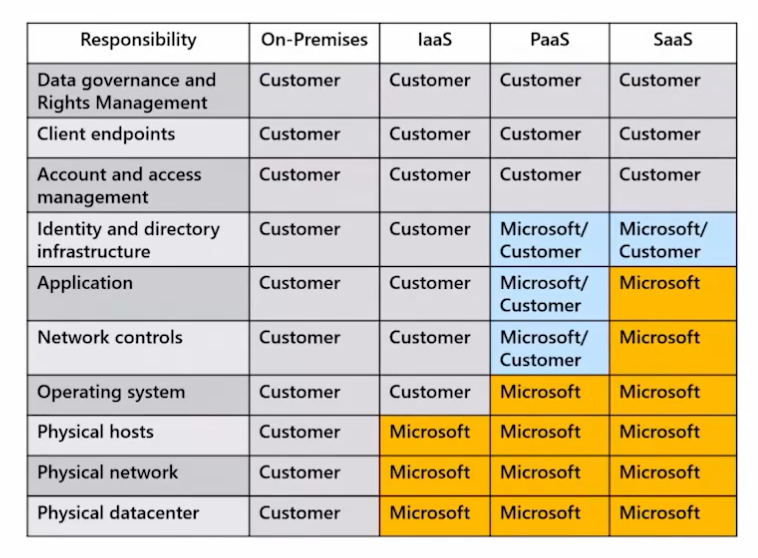 Responsibility On-Premises IaaS PaaS SaaS
Data governance and Rights Management Customer Customer Customer Customer
Client endpoints Customer Customer Customer Customer
Account and access management Customer Customer Customer Customer
Identity and directory infrastructure Customer Customer Microsoft/ Customer Microsoft/ Customer
Application Customer Customer Microsoft/ Customer Microsoft
Network controls Customer Customer Microsoft/ Customer Microsoft
Operating system Customer Customer Microsoft Microsoft
Physical hosts Customer Microsoft Microsoft Microsoft
Physical network Customer Microsoft Microsoft Microsoft
Physical datacenter Customer Microsoft Microsoft Microsoft